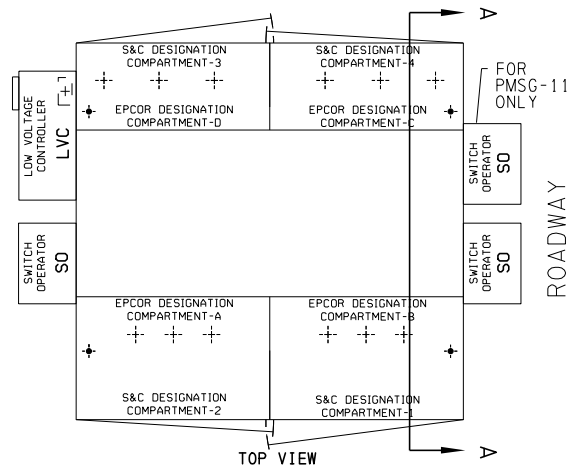 A
S&C DESIGNATION
COMPARTMENT-3
S&C DESIGNATION
COMPARTMENT-4
EPCOR DESIGNATION
COMPARTMENT-D
EPCOR DESIGNATION
COMPARTMENT-C
FOR
PMSG-11
ONLY
LOW VOLTAGE
CONTROLLER
LVC
SWITCH
OPERATOR
SO
SWITCH
OPERATOR
SO
SWITCH
OPERATOR
SO
ROADWAY
EPCOR DESIGNATION
COMPARTMENT-A
EPCOR DESIGNATION
COMPARTMENT-B
S&C DESIGNATION
COMPARTMENT-2
S&C DESIGNATION
COMPARTMENT-1
A
TOP VIEW